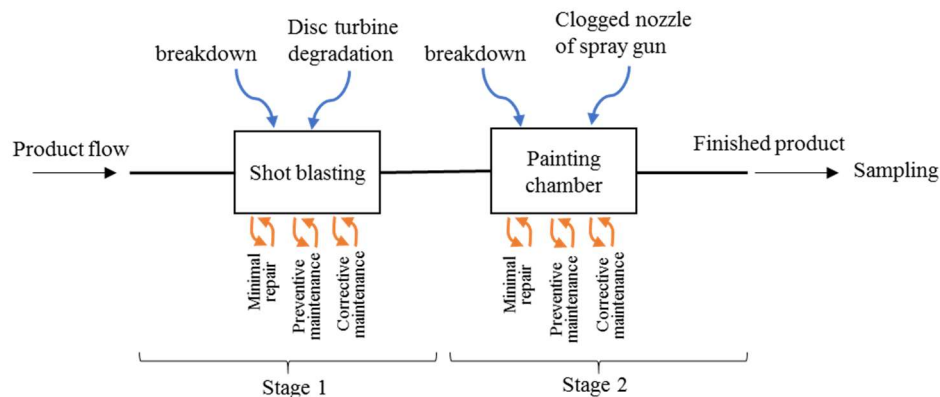 breakdown
Disc turbine
degradation
breakdown
Clogged nozzle
of spray gun
Product flow
Shot blasting
Painting
chamber
Finished product
Sampling
Minimal
repair
Preventive
maintenance
Corrective
maintenance
Minimal
repair
Preventive
maintenance
Corrective
maintenance
Stage 1
Stage 2